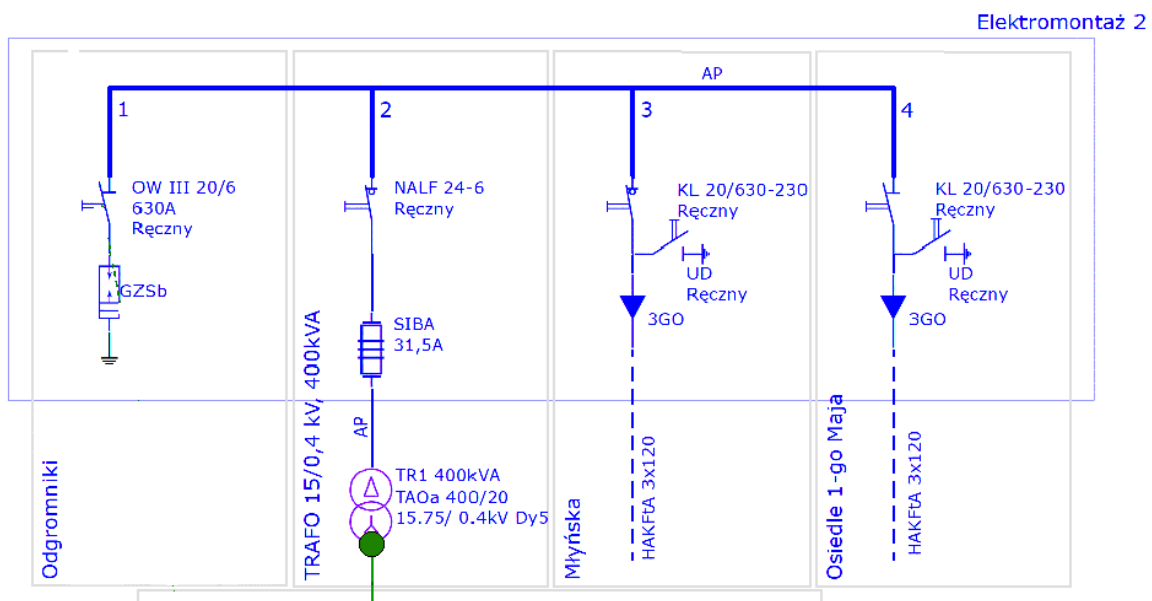 Elektromontaż 2
AP
1
2
3
4
OW III 20/6
630A
Ręczny
GZSb
Odgromniki
NALF 24-6
Ręczny
SIBA
31,5A
AP
TRAFO 15/0,4 kV, 400kVA
TR1 400kVA
TAOa 400/20
15.75/ 0.4kV Dy5
KL 20/630-230
Ręczny
UD
Ręczny
3GO
HAKFtA 3x120
Młyńska
KL 20/630-230
Ręczny
UD
Ręczny
3GO
HAKFtA 3x120
Osiedle 1-go Maja